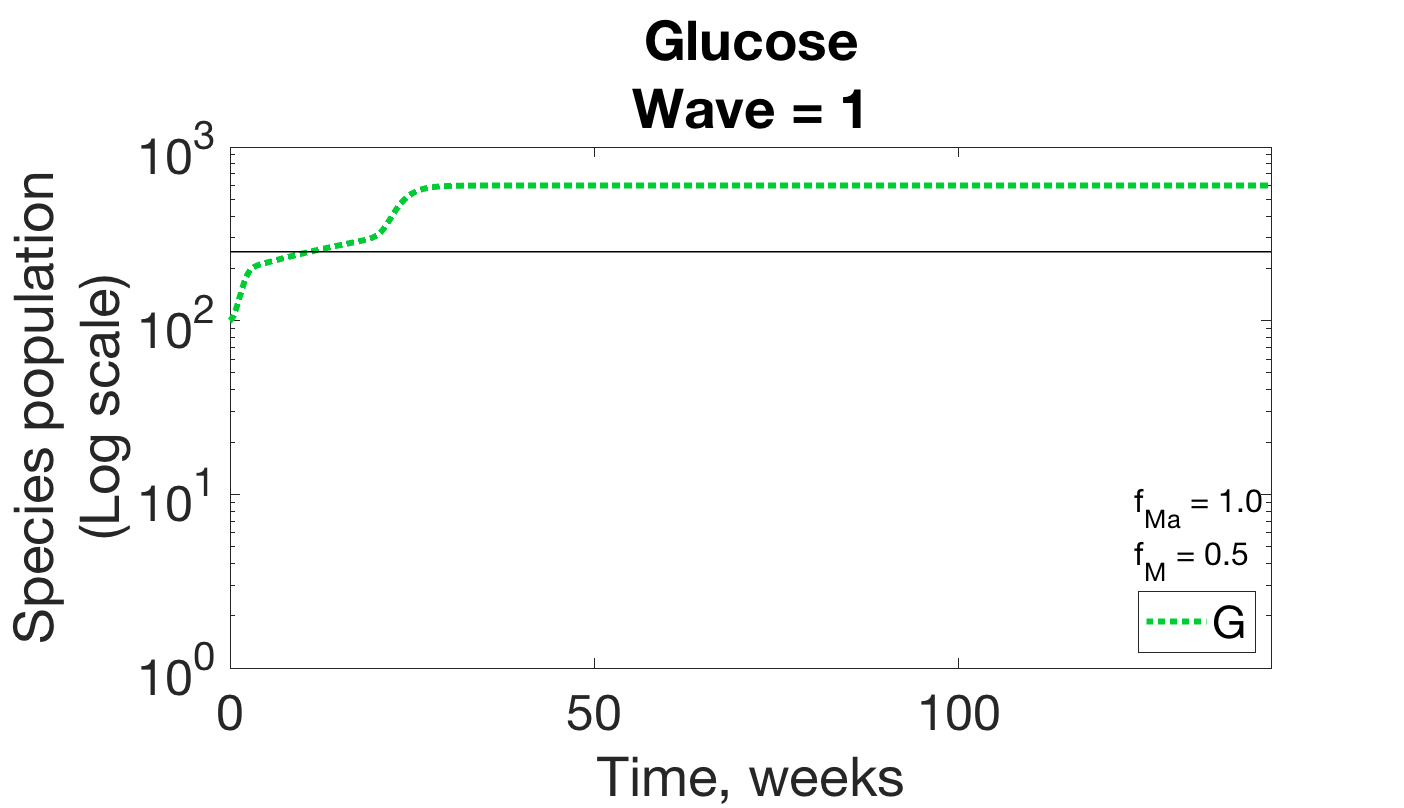 Glucose
Wave = 1
Species population
(Log scale)
10^3
10^2
10^1
10^0
f_Ma = 1.0
f_M = 0.5
G
0 50 100
Time, weeks